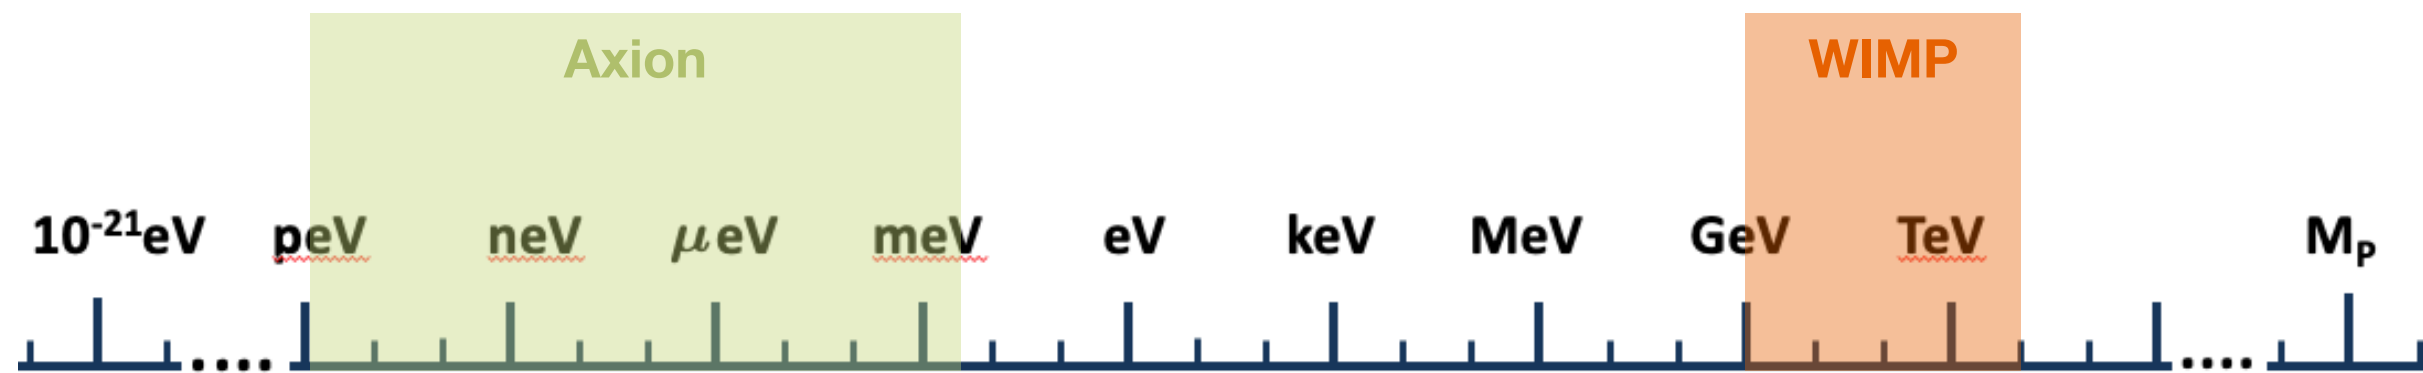 Axion WIMP
10⁻²¹eV peV neV μeV meV eV keV MeV GeV TeV Mₚ